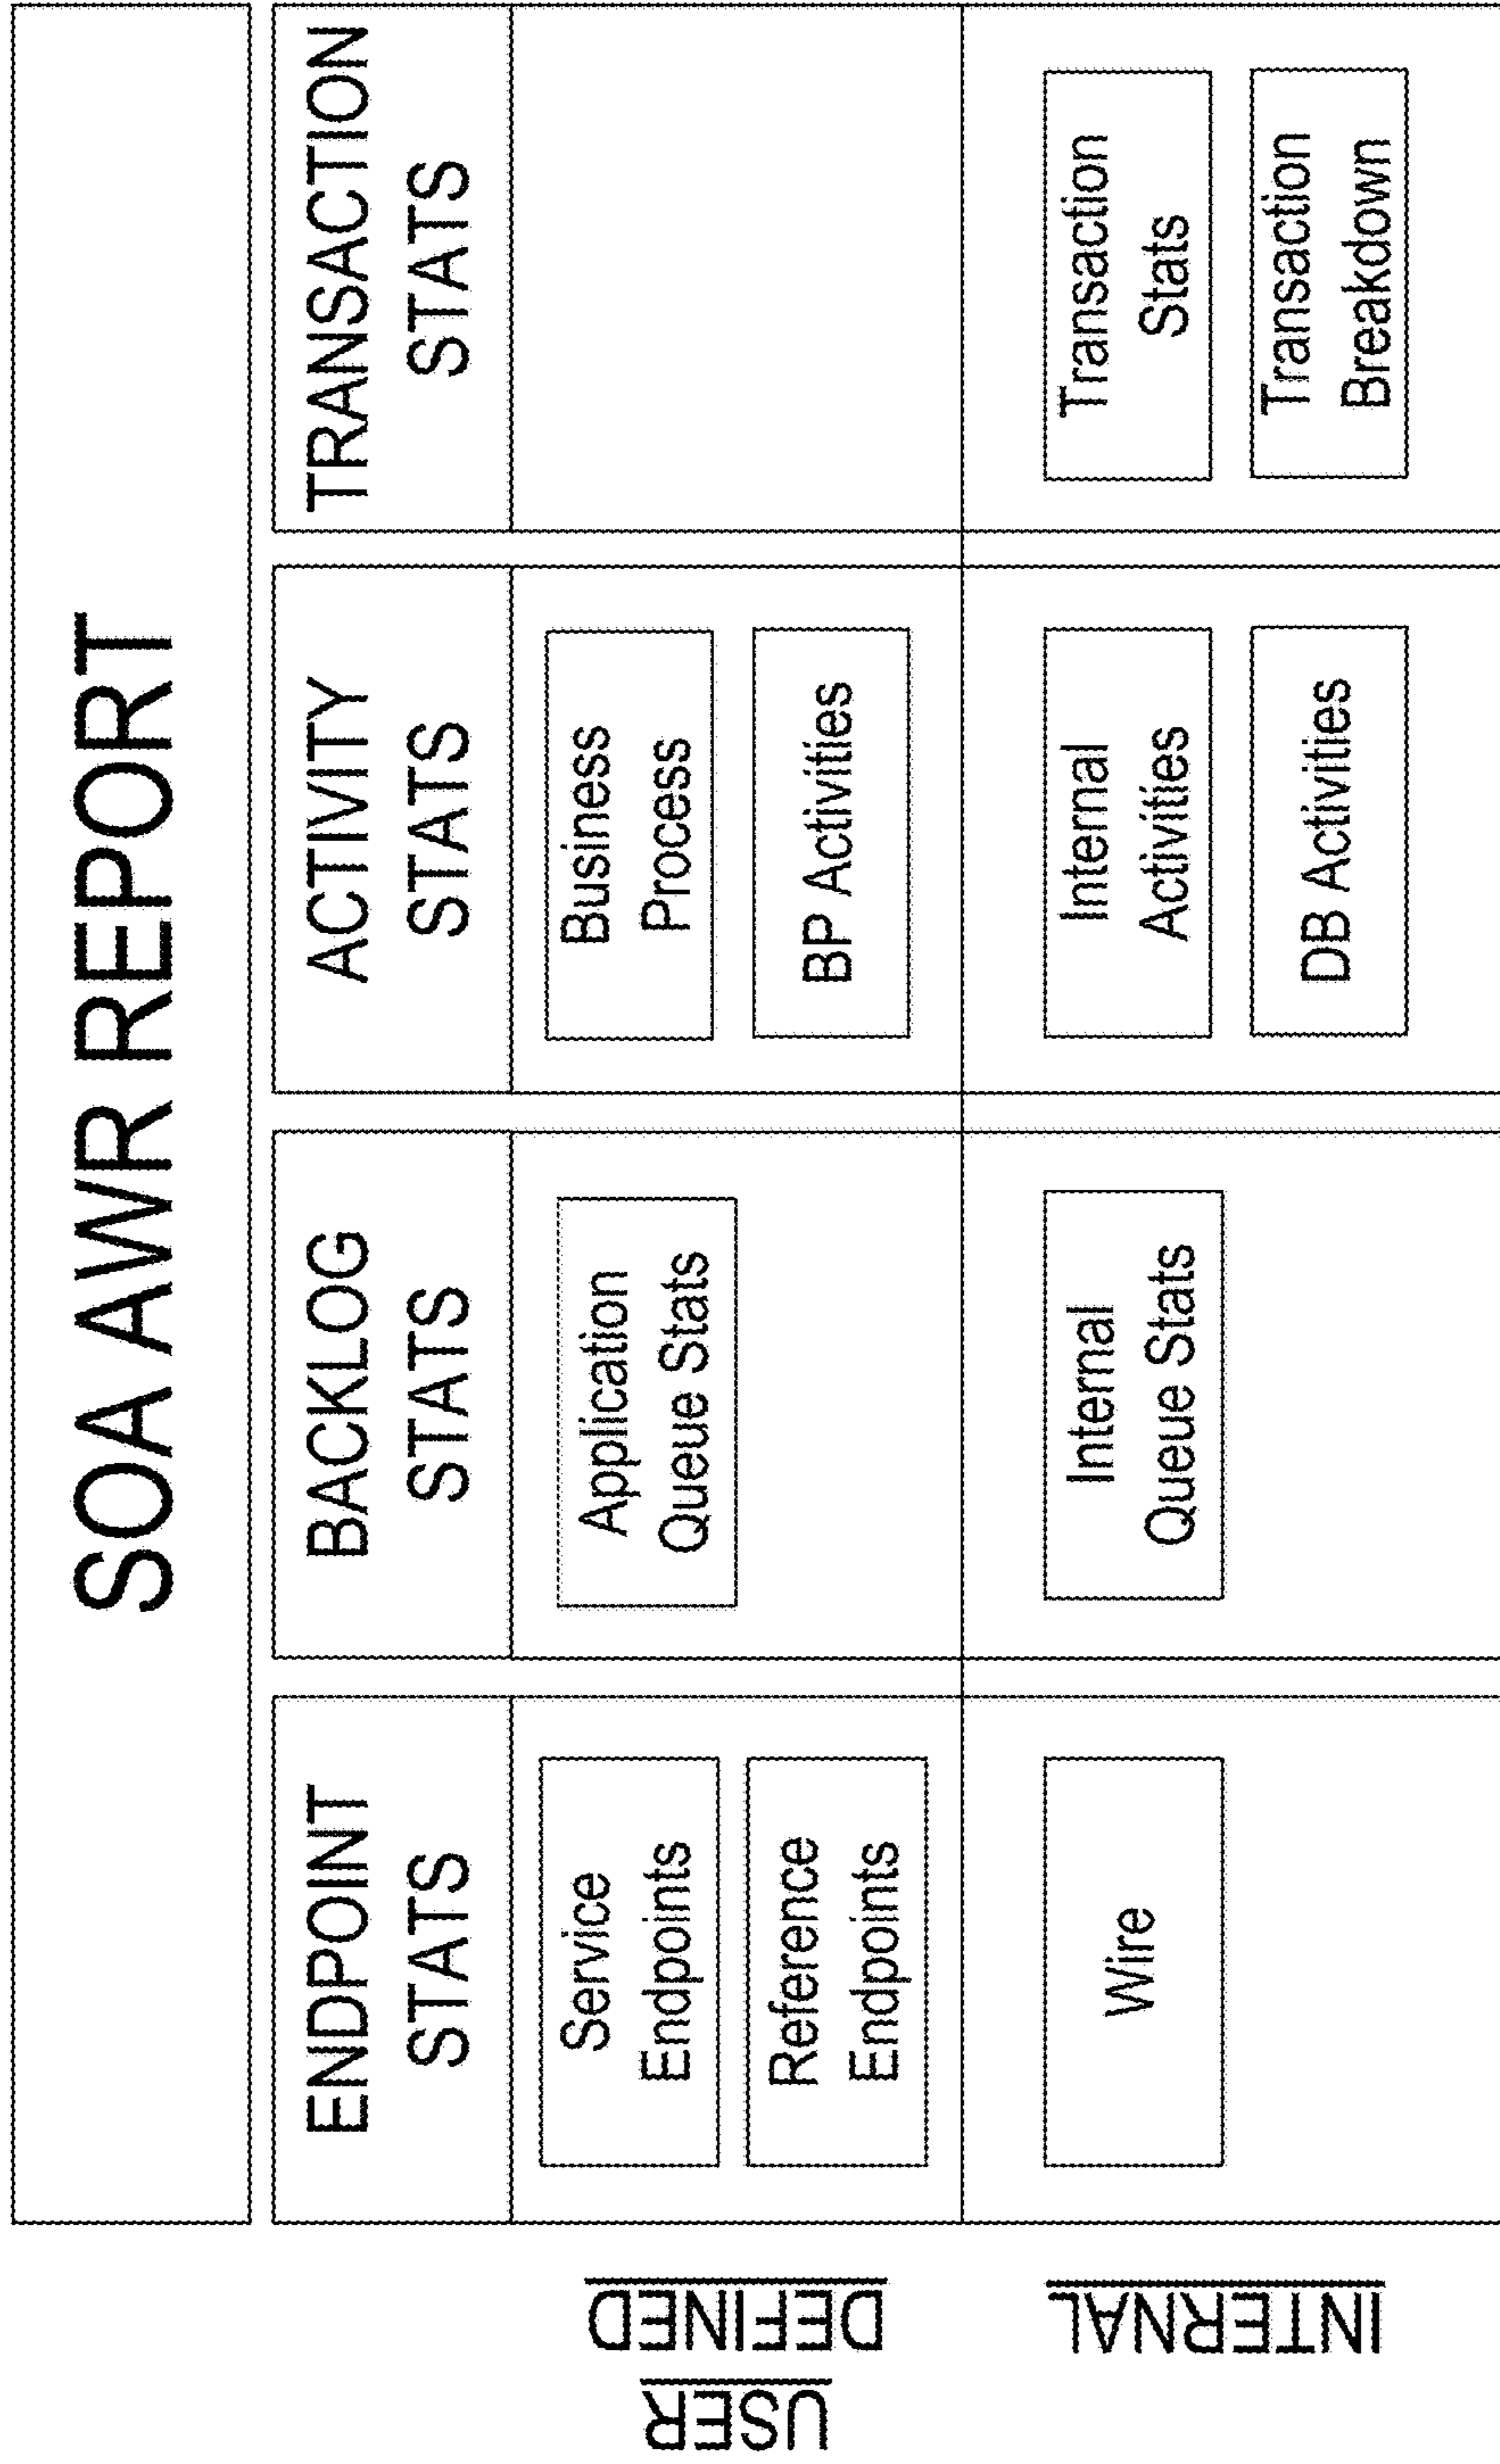 SOA AWR REPORT
ENDPOINT
STATS
BACKLOG
STATS
ACTIVITY
STATS
TRANSACTION
STATS
USER
DEFINED
Service
Endpoints
Reference
Endpoints
Application
Queue Stats
Business
Process
BP Activities
INTERNAL
Wire
Internal
Queue Stats
Internal
Activities
DB Activities
Transaction
Stats
Transaction
Breakdown